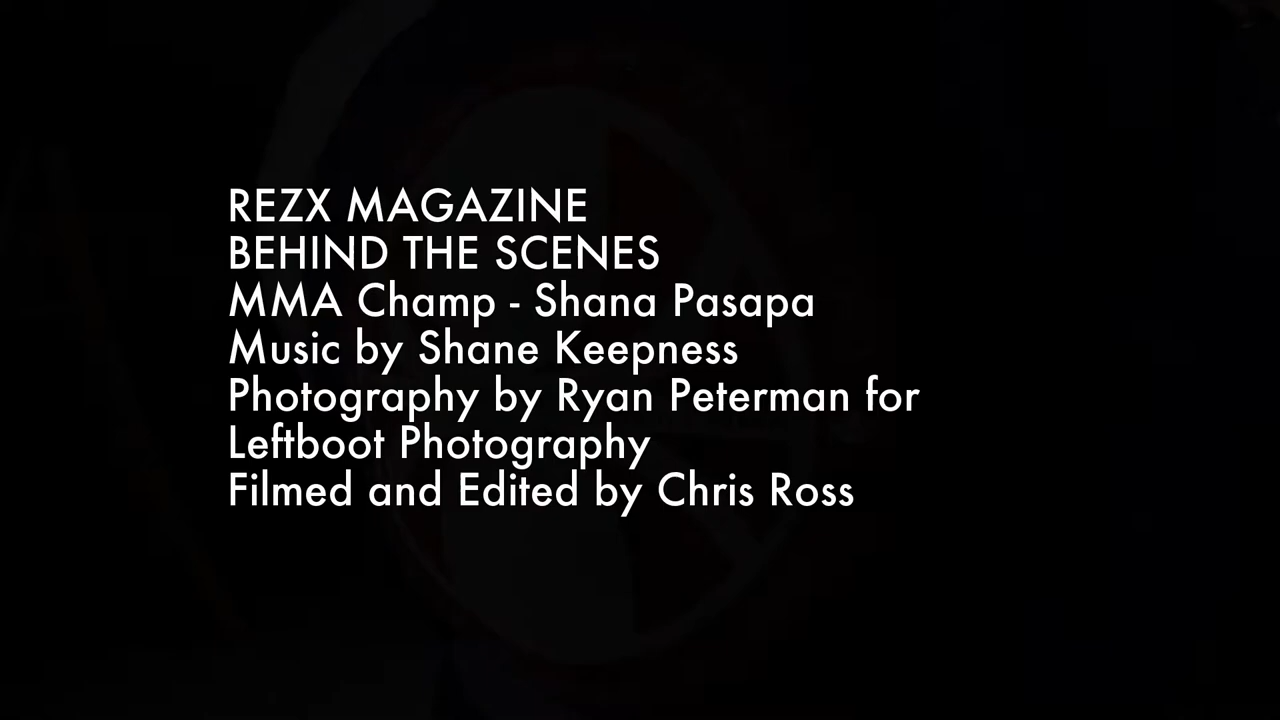 REZX MAGAZINE
BEHIND THE SCENES
MMA Champ - Shana Pasapa
Music by Shane Keepness
Photography by Ryan Peterman for
Leftboot Photography
Filmed and Edited by Chris Ross